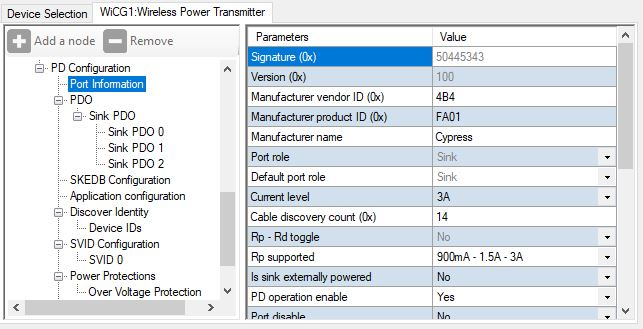 Device Selection WiCG1:Wireless Power Transmitter
Add a node Remove
PD Configuration
Port Information
PDO
Sink PDO
Sink PDO 0
Sink PDO 1
Sink PDO 2
SKEDB Configuration
Application configuration
Discover Identity
Device IDs
SVID Configuration
SVID 0
Power Protections
Over Voltage Protection
Parameters Value
Signature (0x) 50445343
Version (0x) 100
Manufacturer vendor ID (0x) 4B4
Manufacturer product ID (0x) FA01
Manufacturer name Cypress
Port role Sink
Default port role Sink
Current level 3A
Cable discovery count (0x) 14
Rp - Rd toggle No
Rp supported 900mA - 1.5A - 3A
Is sink externally powered No
PD operation enable Yes
Port disable No